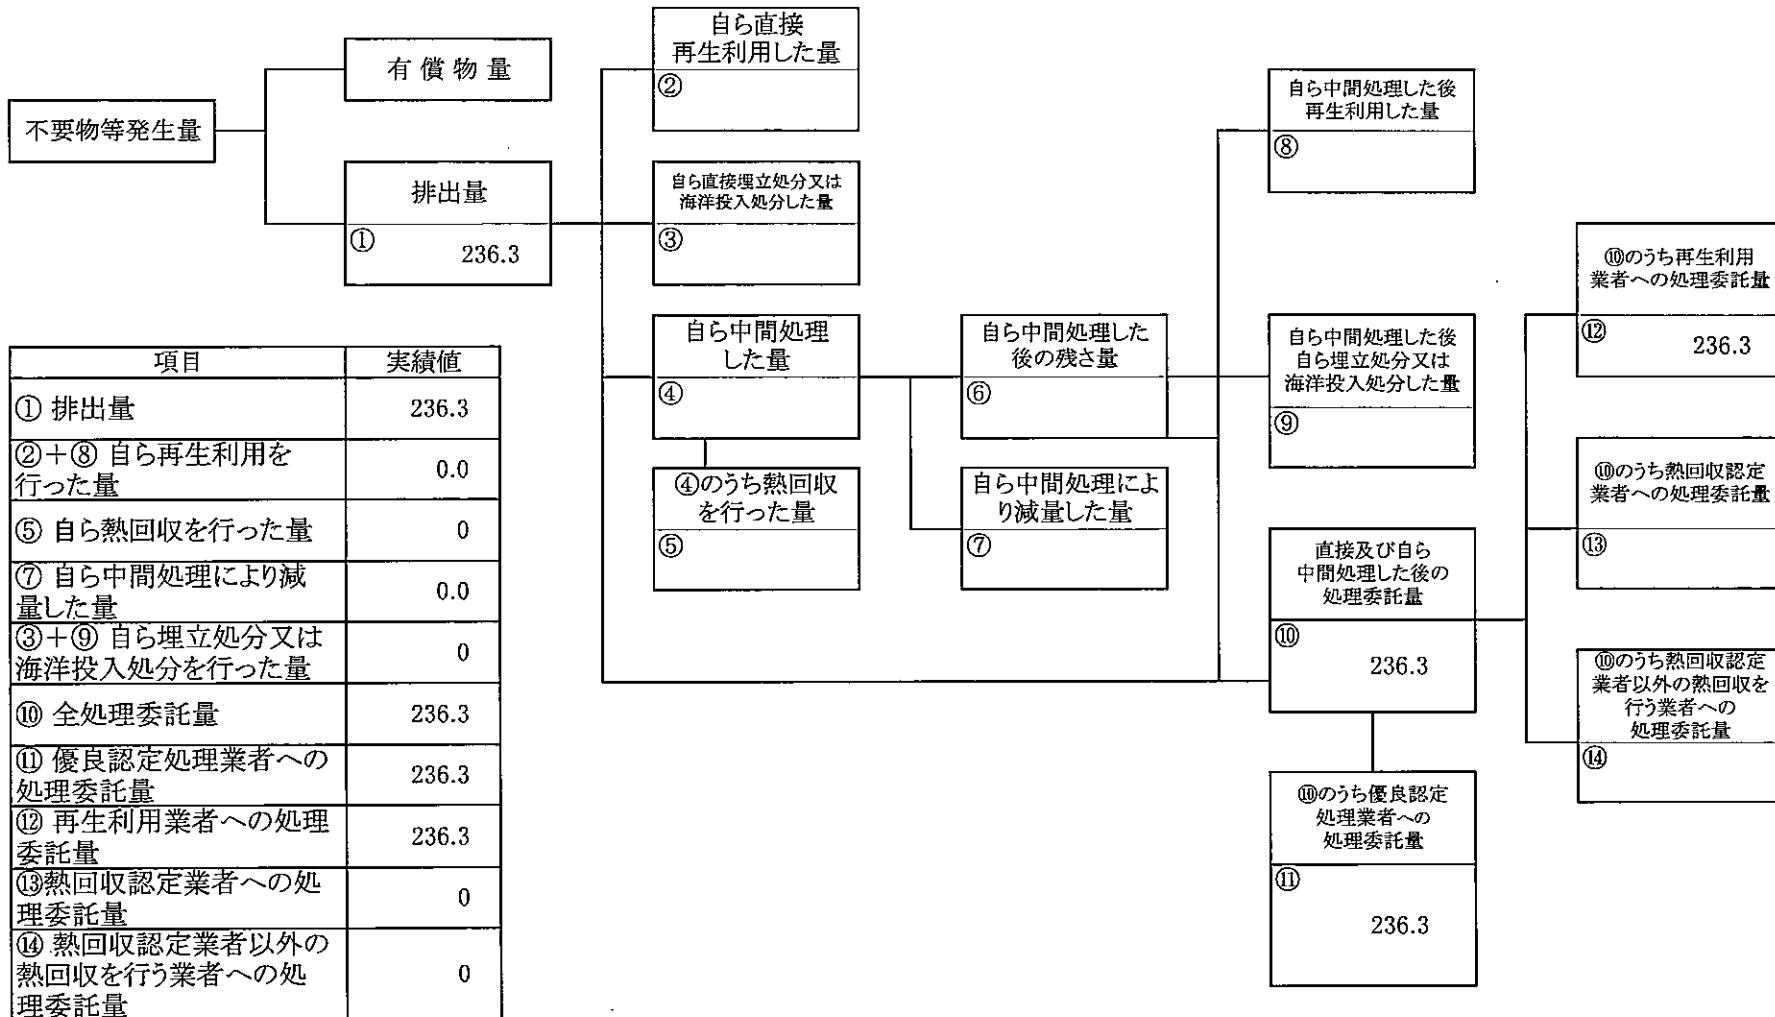 不要物等発生量
有償物量
排出量
①
236.3
自ら直接
再生利用した量
②
自ら直接埋立処分又は
海洋投入処分した量
③
自ら中間処理
した量
④
④のうち熱回収
を行った量
⑤
自ら中間処理した
後の残さ量
⑥
自ら中間処理によ
り減量した量
⑦
自ら中間処理した後
再生利用した量
⑧
自ら中間処理した後
自ら埋立処分又は
海洋投入処分した量
⑨
直接及び自ら
中間処理した後の
処理委託量
⑩
236.3
⑩のうち優良認定
処理業者への
処理委託量
⑪
236.3
⑩のうち再生利用
業者への処理委託量
⑫
236.3
⑩のうち熱回収認定
業者への処理委託量
⑬
⑩のうち熱回収認定
業者以外の熱回収を
行う業者への
処理委託量
⑭
項目 実績値
① 排出量 236.3
②+⑧ 自ら再生利用を
行った量 0.0
⑤ 自ら熱回収を行った量 0
⑦ 自ら中間処理により減
量した量 0.0
③+⑨ 自ら埋立処分又は
海洋投入処分を行った量 0
⑩ 全処理委託量 236.3
⑪ 優良認定処理業者への
処理委託量 236.3
⑫ 再生利用業者への処理
委託量 236.3
⑬熱回収認定業者への処
理委託量 0
⑭ 熱回収認定業者以外の
熱回収を行う業者への処
理委託量 0